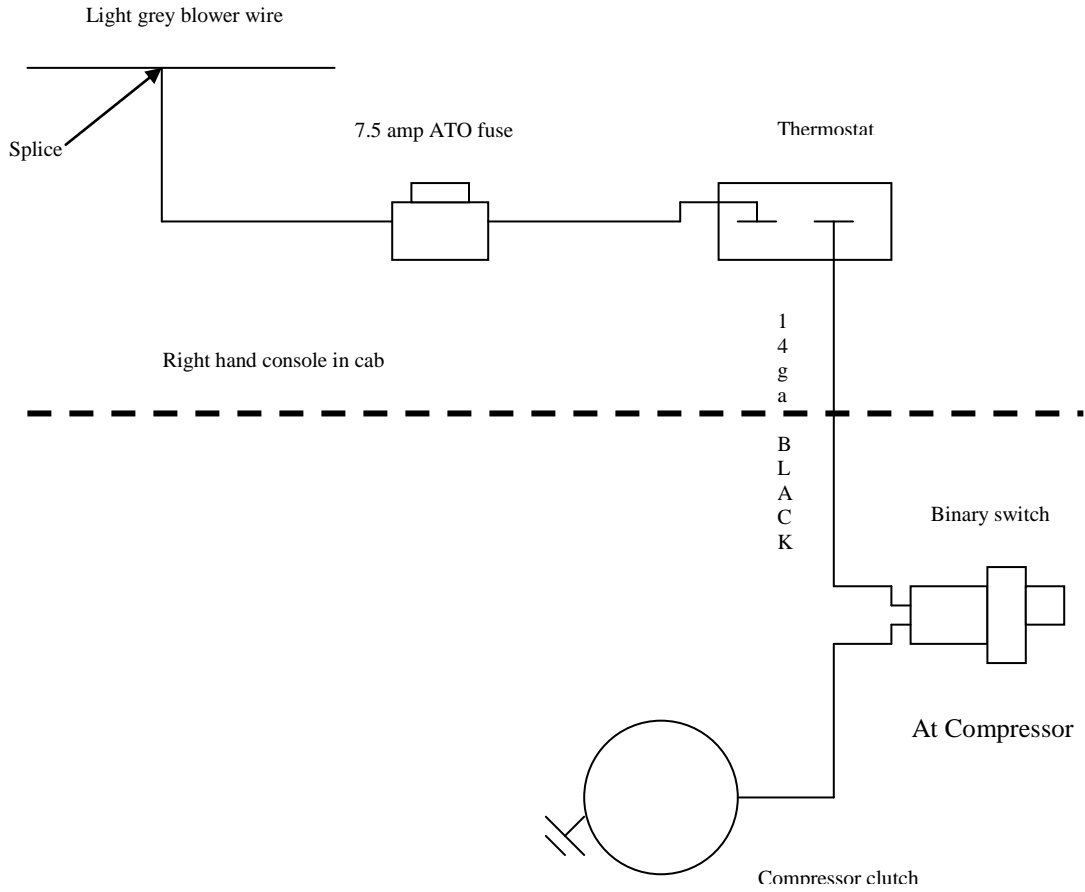 Light grey blower wire
7.5 amp ATO fuse
Thermostat
Splice
1
4
g
a
Right hand console in cab
B
L
A
C
K
Binary switch
At Compressor
Compressor clutch